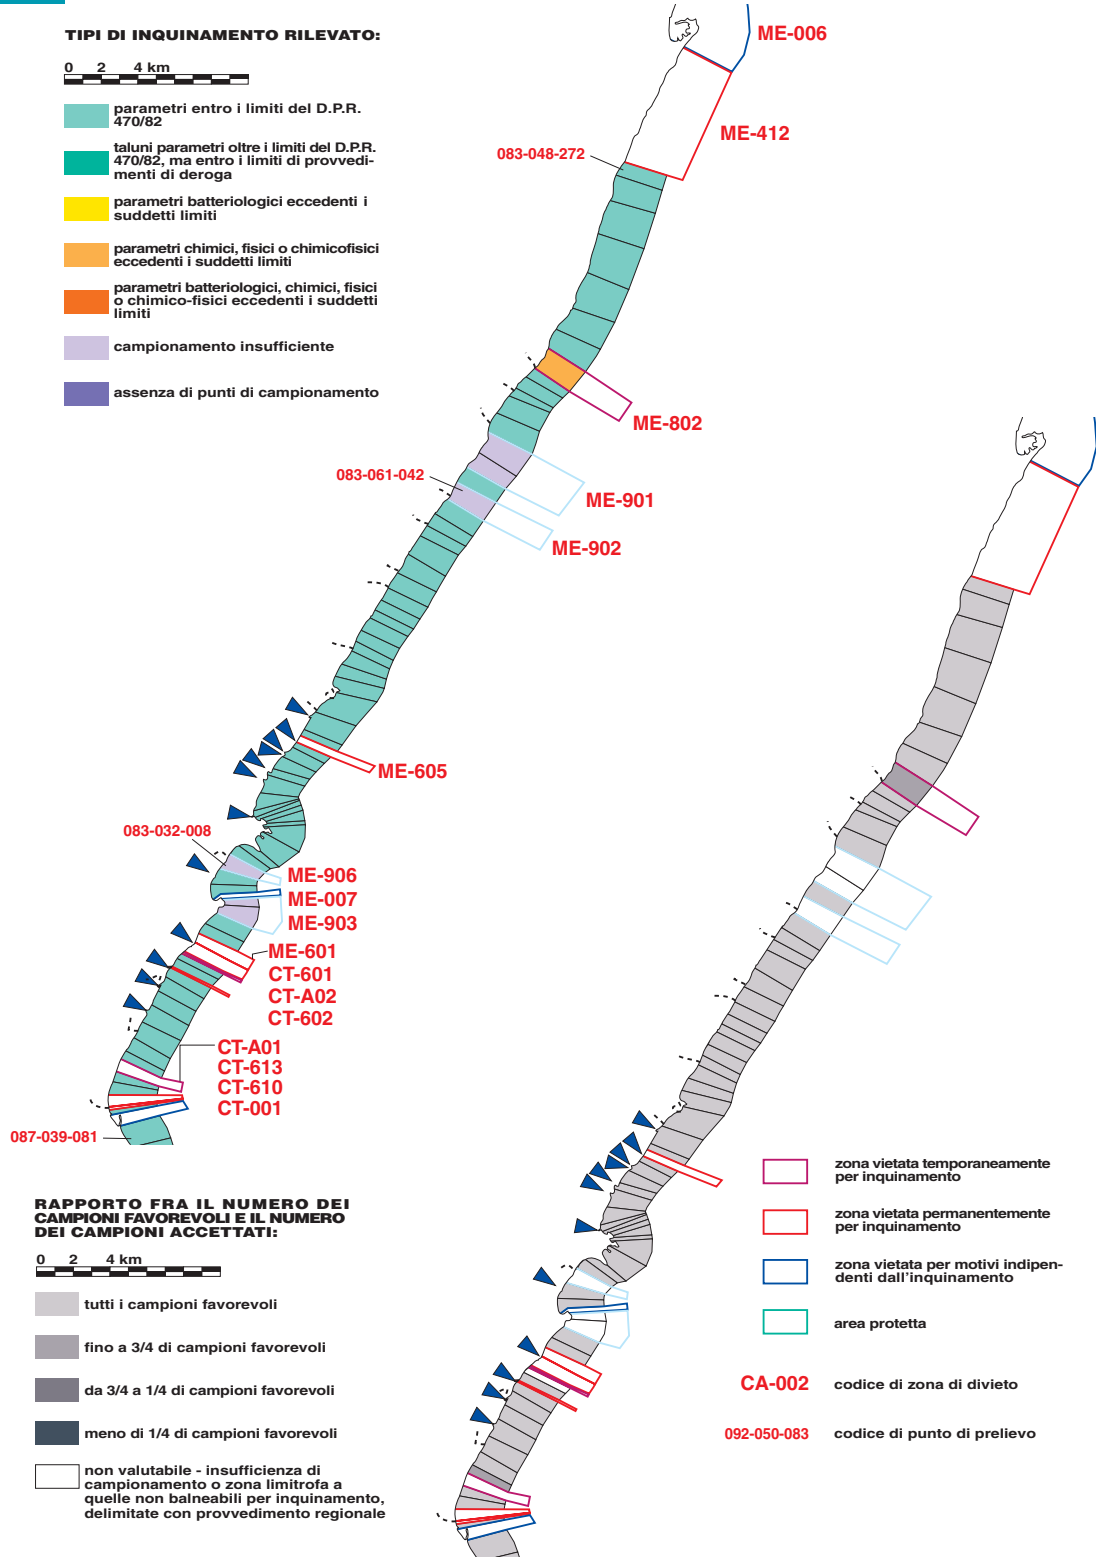 TIPI DI INQUINAMENTO RILEVATO:
0 2 4 km
parametri entro i limiti del D.P.R.
470/82
taluni parametri oltre i limiti del D.P.R.
470/82, ma entro i limiti di provvedi-
menti di deroga
parametri batteriologici eccedenti i
suddetti limiti
parametri chimici, fisici o chimicofisici
eccedenti i suddetti limiti
parametri batteriologici, chimici, fisici
o chimico-fisici eccedenti i suddetti
limiti
campionamento insufficiente
assenza di punti di campionamento
ME-006
ME-412
083-048-272
ME-802
083-061-042
ME-901
ME-902
ME-605
083-032-008
ME-906
ME-007
ME-903
ME-601
CT-601
CT-A02
CT-602
CT-A01
CT-613
CT-610
CT-001
087-039-081
RAPPORTO FRA IL NUMERO DEI
CAMPIONI FAVOREVOLI E IL NUMERO
DEI CAMPIONI ACCETTATI:
0 2 4 km
tutti i campioni favorevoli
fino a 3/4 di campioni favorevoli
da 3/4 a 1/4 di campioni favorevoli
meno di 1/4 di campioni favorevoli
non valutabile - insufficienza di
campionamento o zona limitrofa a
quelle non balneabili per inquinamento,
delimitate con provvedimento regionale
zona vietata temporaneamente
per inquinamento
zona vietata permanentemente
per inquinamento
zona vietata per motivi indipen-
denti dall'inquinamento
area protetta
CA-002 codice di zona di divieto
092-050-083 codice di punto di prelievo